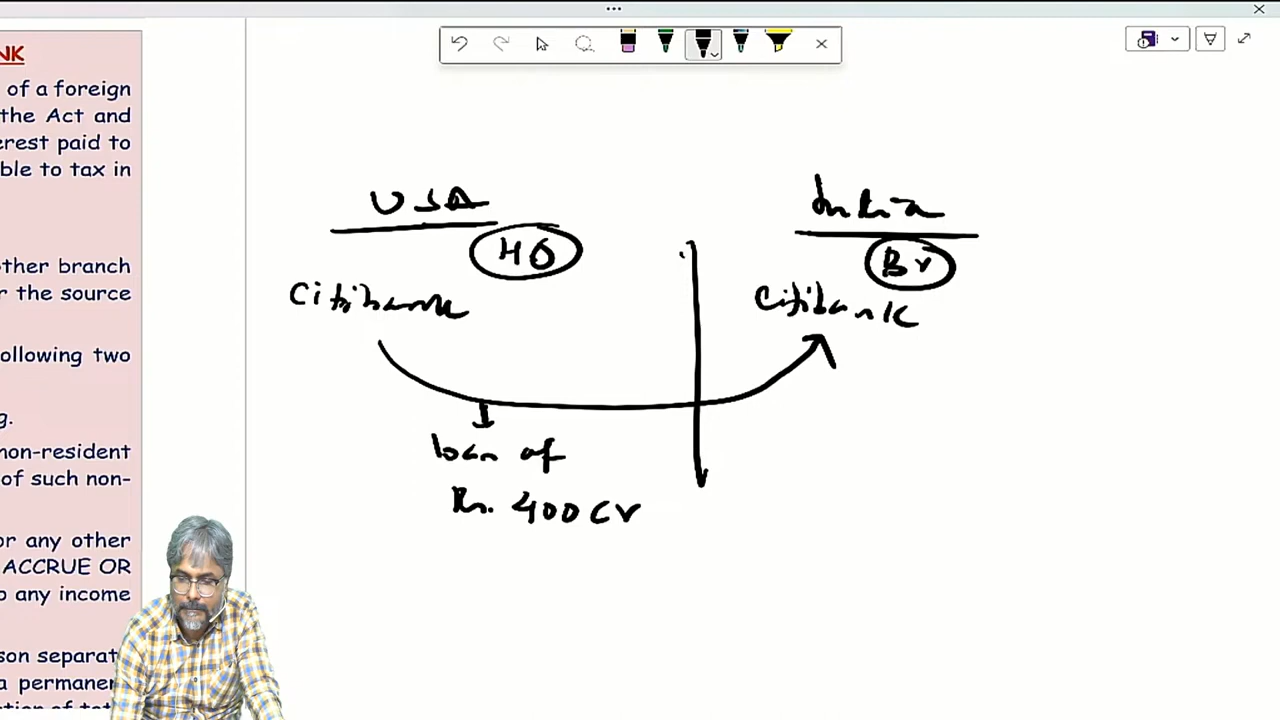 NK
of a foreign
the Act and
erest paid to
ble to tax in
other branch
r the source
ollowing two
g.
non-resident
of such non-
or any other
ACCRUE OR
o any income
son separat
a permanen
USA
HO
Citibank
India
Br
Citibank
loan of
Rs. 400 Cr